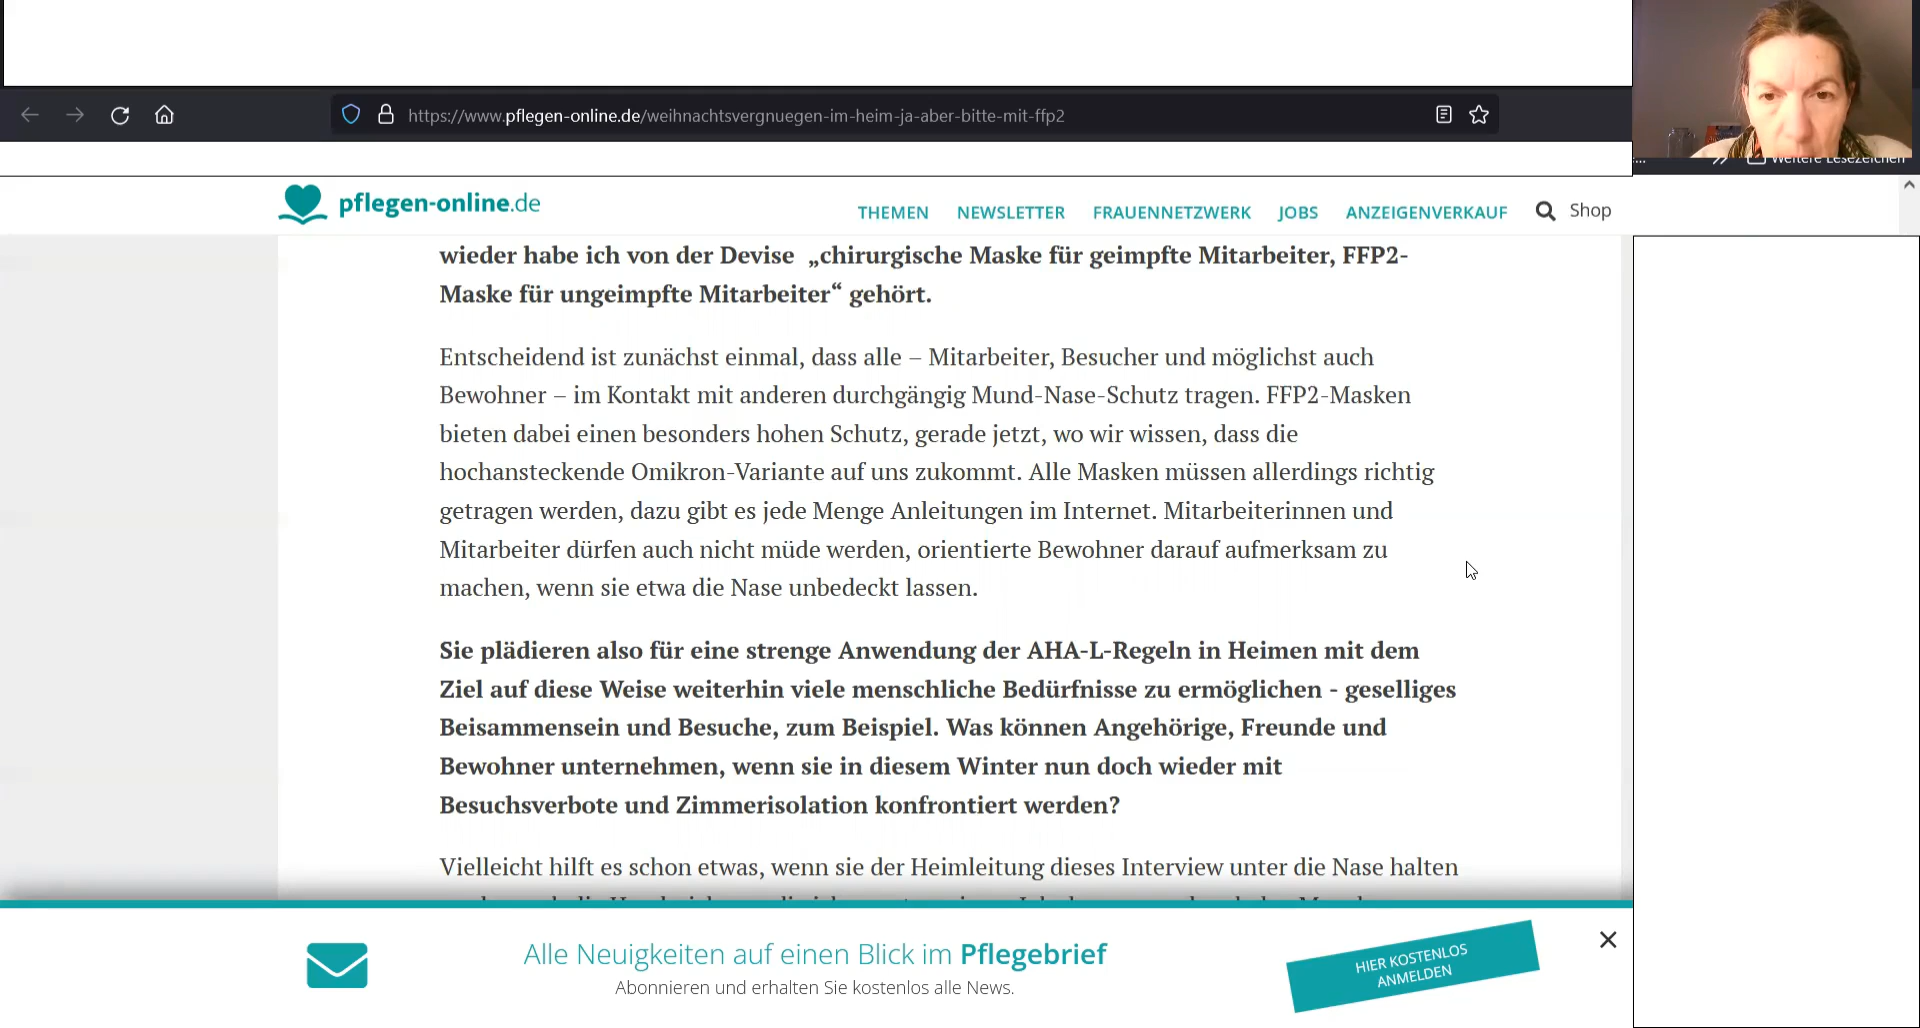 https://www.pflegen-online.de/weihnachtsvergnuegen-im-heim-ja-aber-bitte-mit-ffp2
... Weitere Lesezeichen
pflegen-online.de
THEMEN NEWSLETTER FRAUENNETZWERK JOBS ANZEIGENVERKAUF Shop
wieder habe ich von der Devise „chirurgische Maske für geimpfte Mitarbeiter, FFP2-
Maske für ungeimpfte Mitarbeiter“ gehört.
Entscheidend ist zunächst einmal, dass alle – Mitarbeiter, Besucher und möglichst auch
Bewohner – im Kontakt mit anderen durchgängig Mund-Nase-Schutz tragen. FFP2-Masken
bieten dabei einen besonders hohen Schutz, gerade jetzt, wo wir wissen, dass die
hochansteckende Omikron-Variante auf uns zukommt. Alle Masken müssen allerdings richtig
getragen werden, dazu gibt es jede Menge Anleitungen im Internet. Mitarbeiterinnen und
Mitarbeiter dürfen auch nicht müde werden, orientierte Bewohner darauf aufmerksam zu
machen, wenn sie etwa die Nase unbedeckt lassen.
Sie plädieren also für eine strenge Anwendung der AHA-L-Regeln in Heimen mit dem
Ziel auf diese Weise weiterhin viele menschliche Bedürfnisse zu ermöglichen - geselliges
Beisammensein und Besuche, zum Beispiel. Was können Angehörige, Freunde und
Bewohner unternehmen, wenn sie in diesem Winter nun doch wieder mit
Besuchsverbote und Zimmerisolation konfrontiert werden?
Vielleicht hilft es schon etwas, wenn sie der Heimleitung dieses Interview unter die Nase halten
Alle Neuigkeiten auf einen Blick im Pflegebrief
Abonnieren und erhalten Sie kostenlos alle News.
HIER KOSTENLOS
ANMELDEN